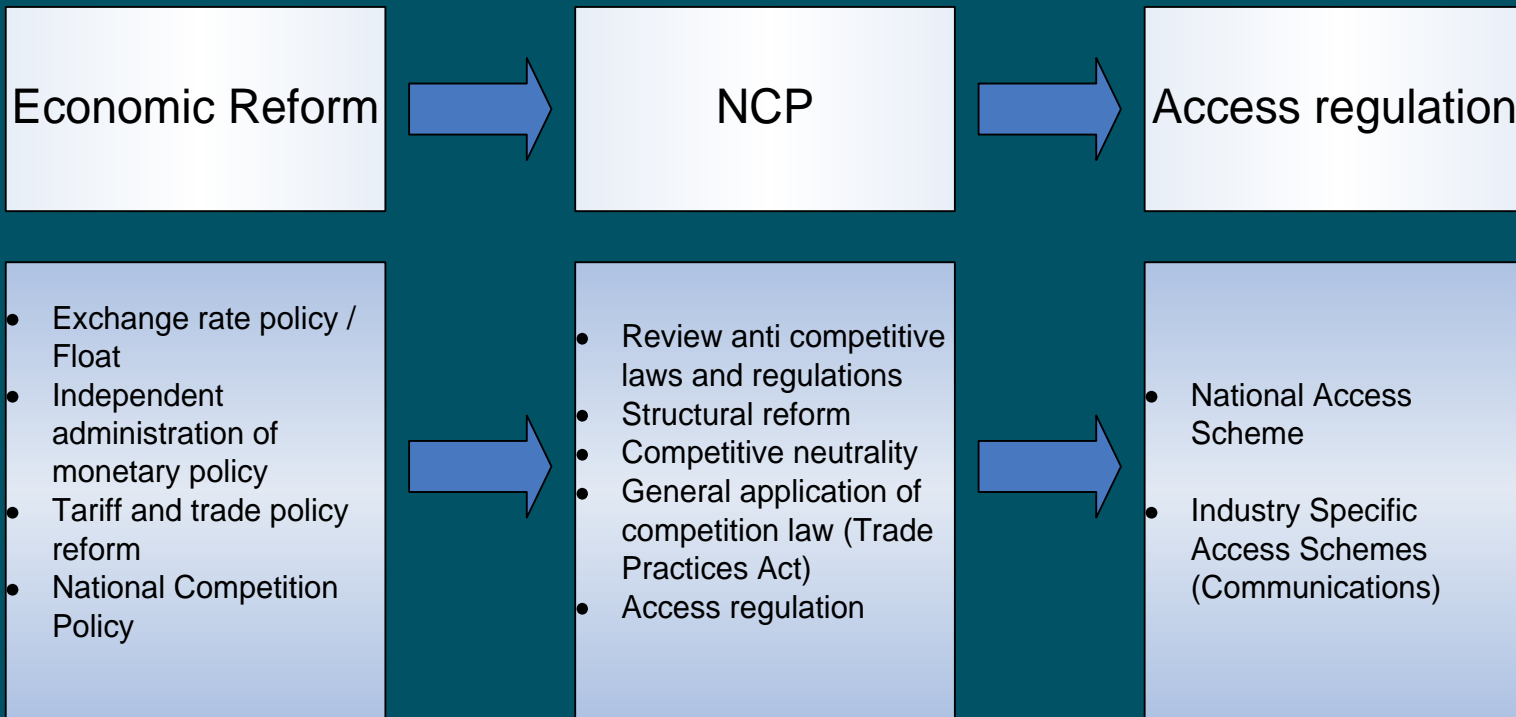 Economic Reform
NCP
Access regulation
• Exchange rate policy /
Float
• Independent
administration of
monetary policy
• Tariff and trade policy
reform
• National Competition
Policy
• Review anti competitive
laws and regulations
• Structural reform
• Competitive neutrality
• General application of
competition law (Trade
Practices Act)
• Access regulation
• National Access
Scheme
• Industry Specific
Access Schemes
(Communications)